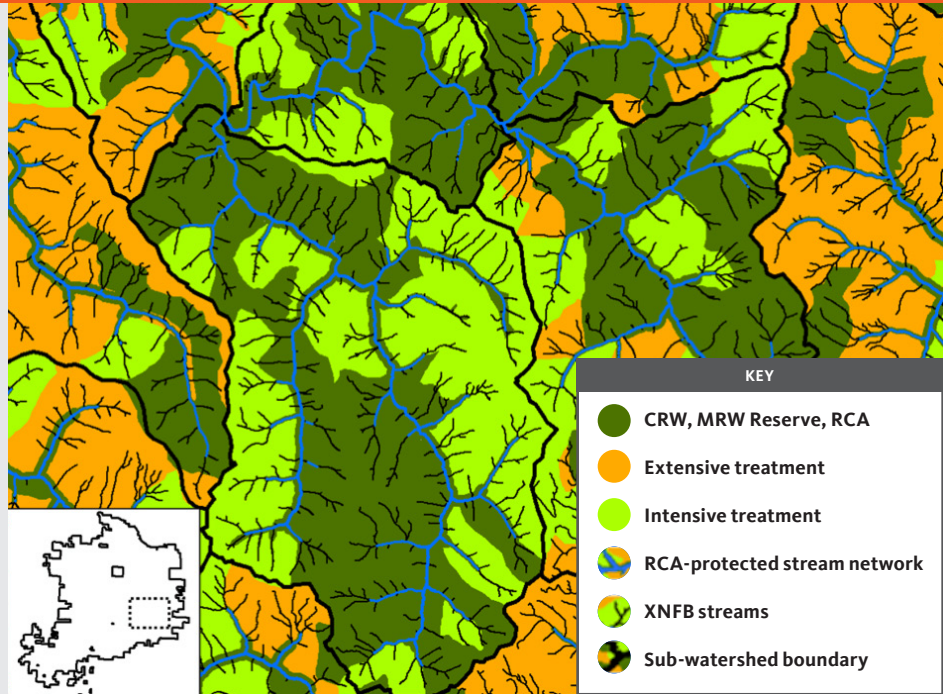 KEY
CRW, MRW Reserve, RCA
Extensive treatment
Intensive treatment
RCA-protected stream network
XNFB streams
Sub-watershed boundary